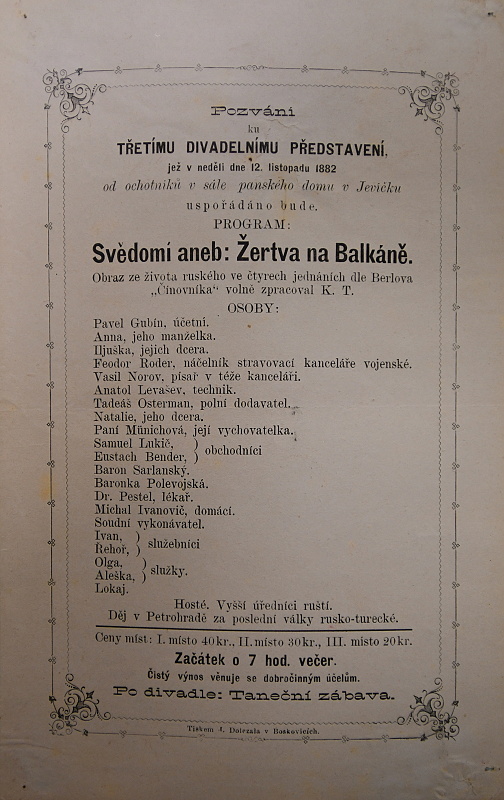 Pozvání
ku
TŘETÍMU DIVADELNÍMU PŘEDSTAVENÍ,
jež v neděli dne 12. listopadu 1882
od ochotníků v sále panského domu v Jevíčku
uspořádáno bude.
PROGRAM:
Svědomí aneb: Žertva na Balkáně.
Obraz ze života ruského ve čtyrech jednáních dle Berlova
„Činovníka“ volně zpracoval K. T.
OSOBY:
Pavel Gubín, účetní.
Anna, jeho manželka.
Iljuška, jejich dcera.
Feodor Roder, náčelník stravovací kanceláře vojenské.
Vasil Norov, písař v téže kanceláři.
Anatol Levašev, technik.
Tadeáš Osterman, polní dodavatel.
Natalie, jeho dcera.
Paní Münichová, její vychovatelka.
Samuel Lukič, )
Eustach Bender, ) obchodníci
Baron Sarlanský.
Baronka Polevojská.
Dr. Pestel, lékař.
Michal Ivanovič, domácí.
Soudní vykonávatel.
Ivan, )
Řehoř, ) služebníci
Olga, )
Aleška, ) služky.
Lokaj.
Hosté. Vyšší úředníci ruští.
Děj v Petrohradě za poslední války rusko-turecké.
Ceny míst: I. místo 40 kr., II. místo 30 kr., III. místo 20 kr.
Začátek o 7 hod. večer.
Čistý výnos věnuje se dobročinným účelům.
Po divadle: Taneční zábava.
Tiskem J. Dotrzala v Boskovicích.